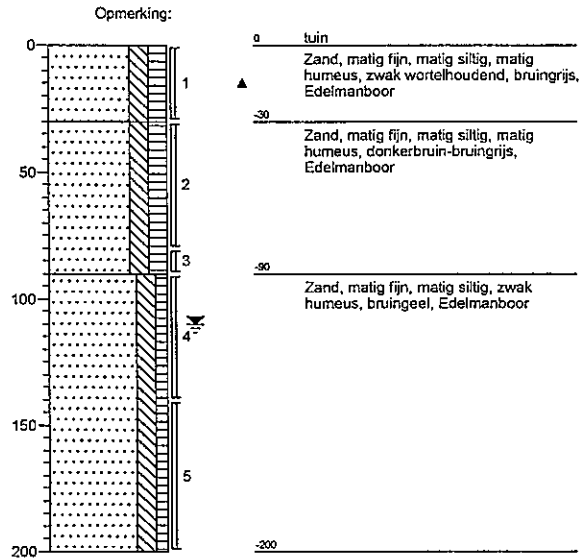 Opmerking:
0
50
100
150
200
1
2
3
4
5
0 tuin
Zand, matig fijn, matig siltig, matig
humeus, zwak wortelhoudend, bruingrijs,
Edelmanboor
-30
Zand, matig fijn, matig siltig, matig
humeus, donkerbruin-bruingrijs,
Edelmanboor
-90
Zand, matig fijn, matig siltig, zwak
humeus, bruingeel, Edelmanboor
-200